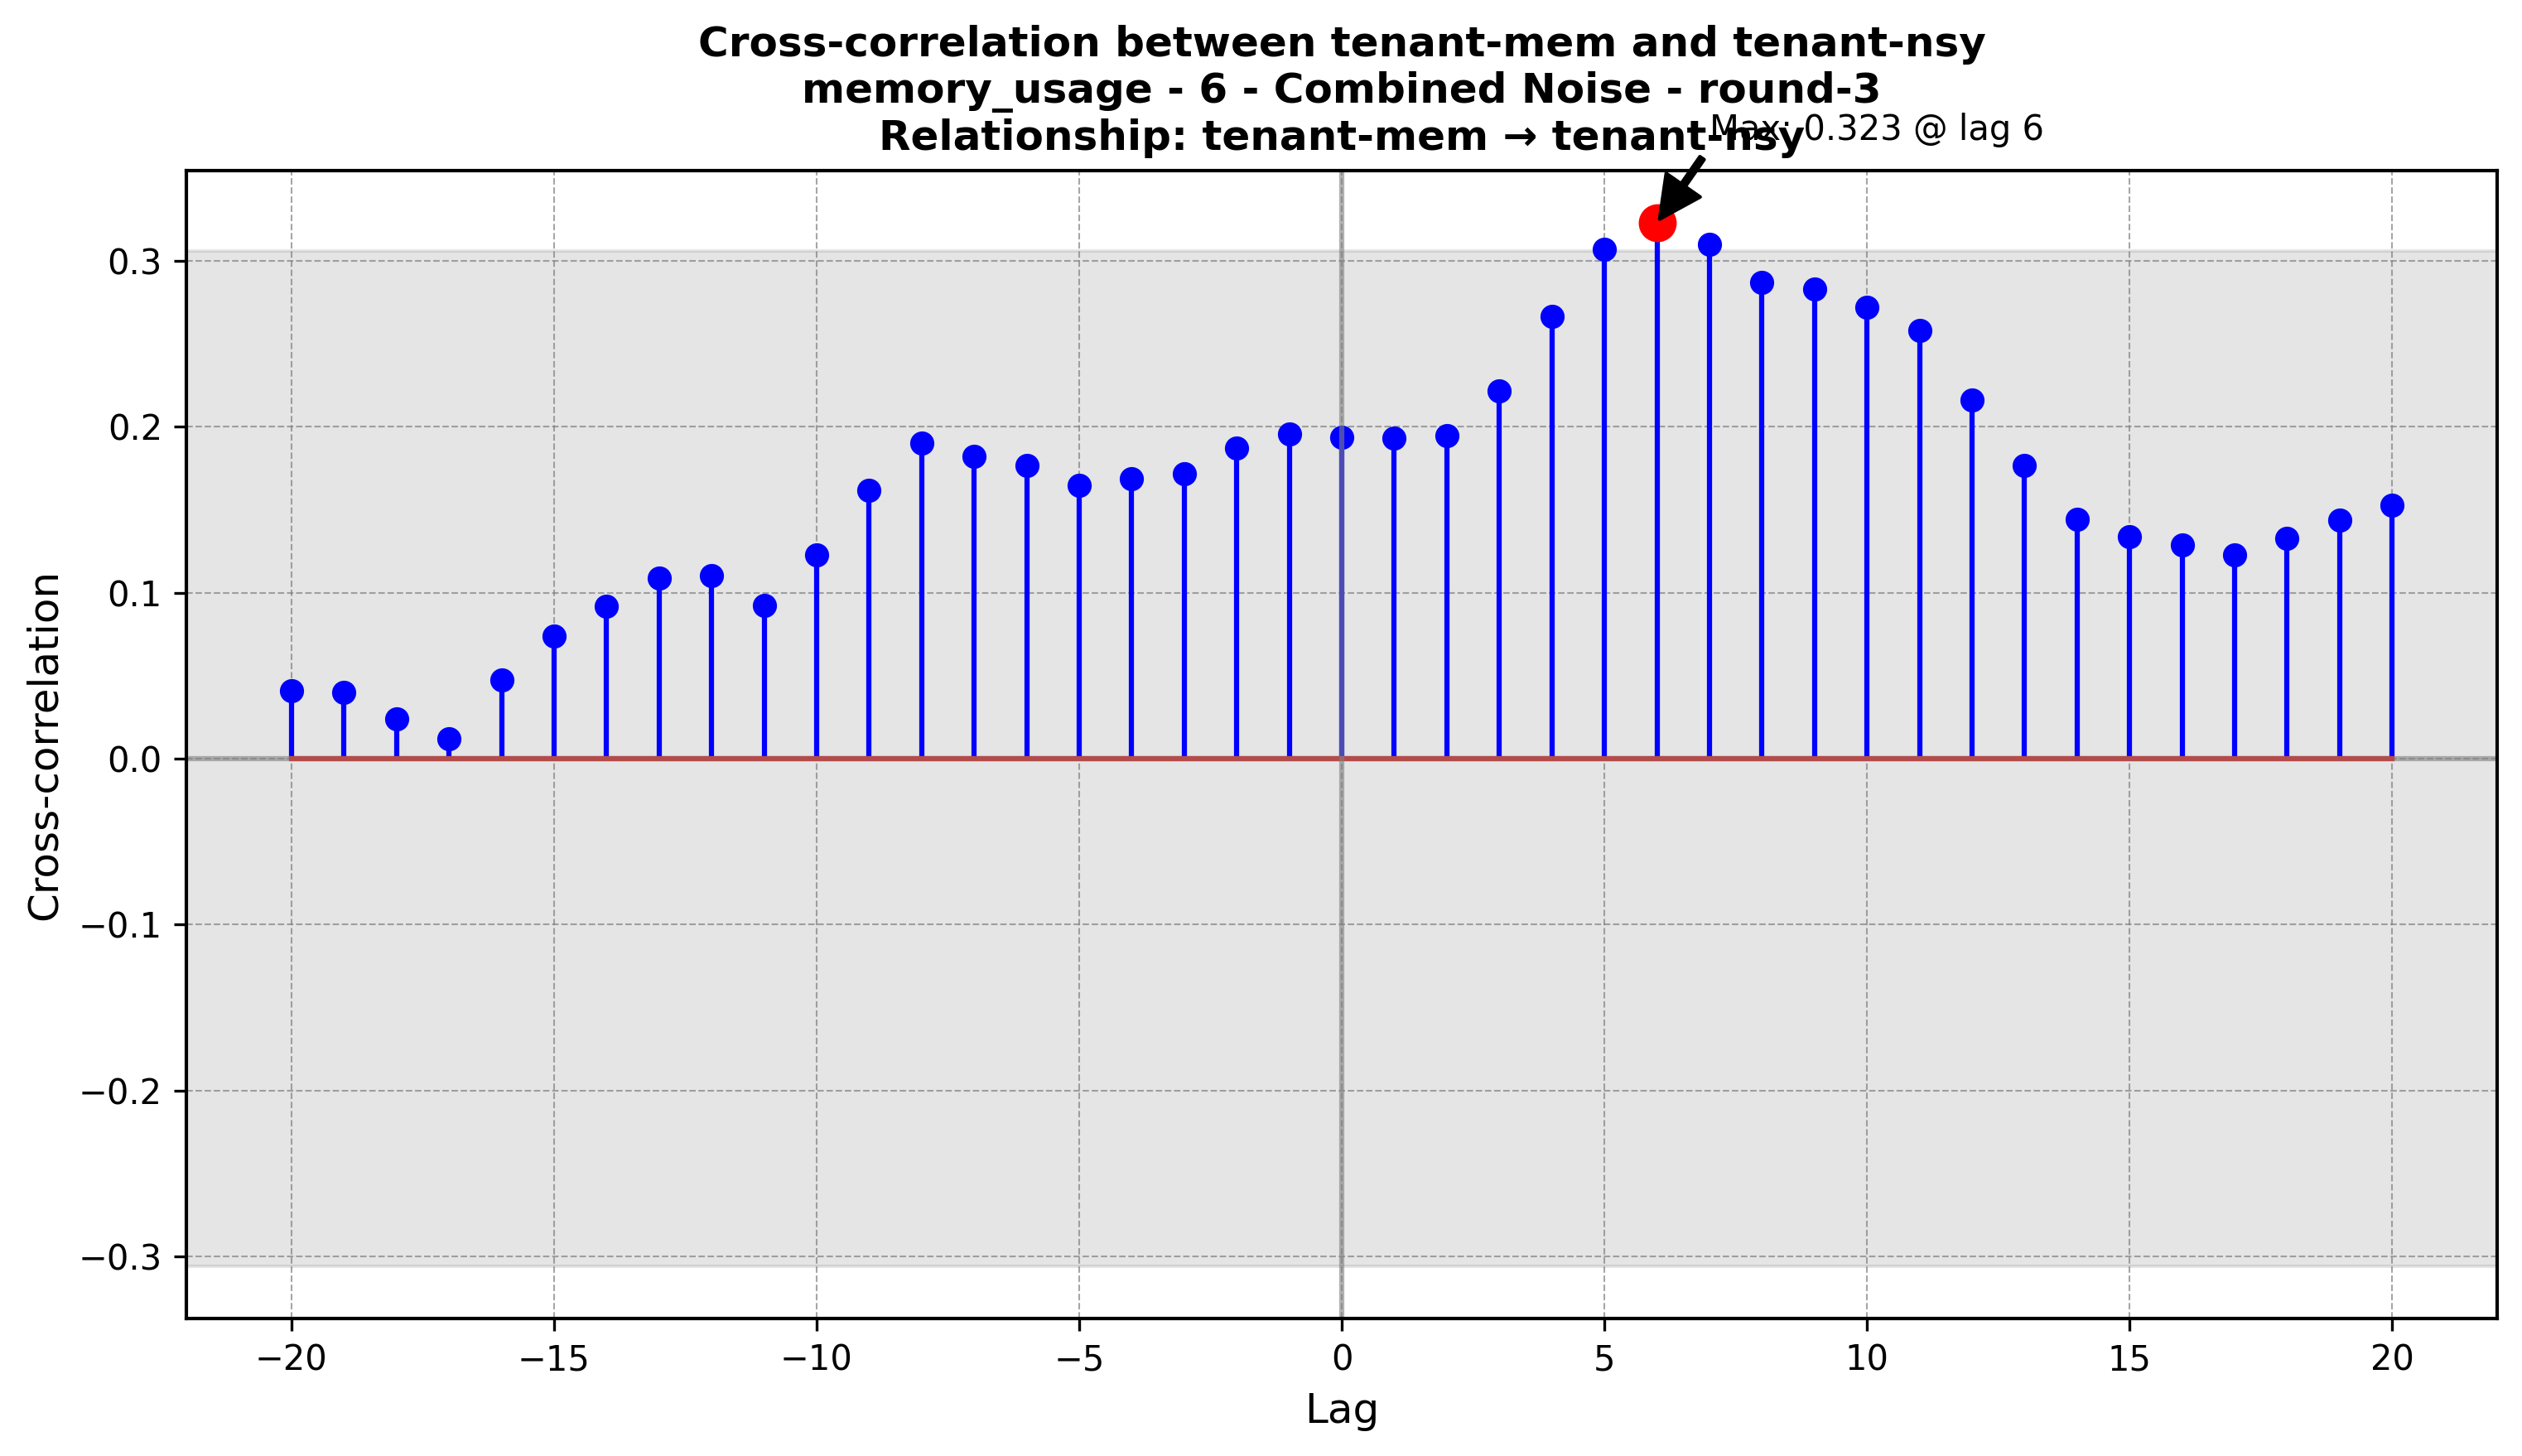 Cross-correlation between tenant-mem and tenant-nsy
memory_usage - 6 - Combined Noise - round-3
Relationship: tenant-mem → tenant-nsy
Max: 0.323 @ lag 6
0.3
0.2
0.1
0.0
−0.1
−0.2
−0.3
Cross-correlation
−20 −15 −10 −5 0 5 10 15 20
Lag